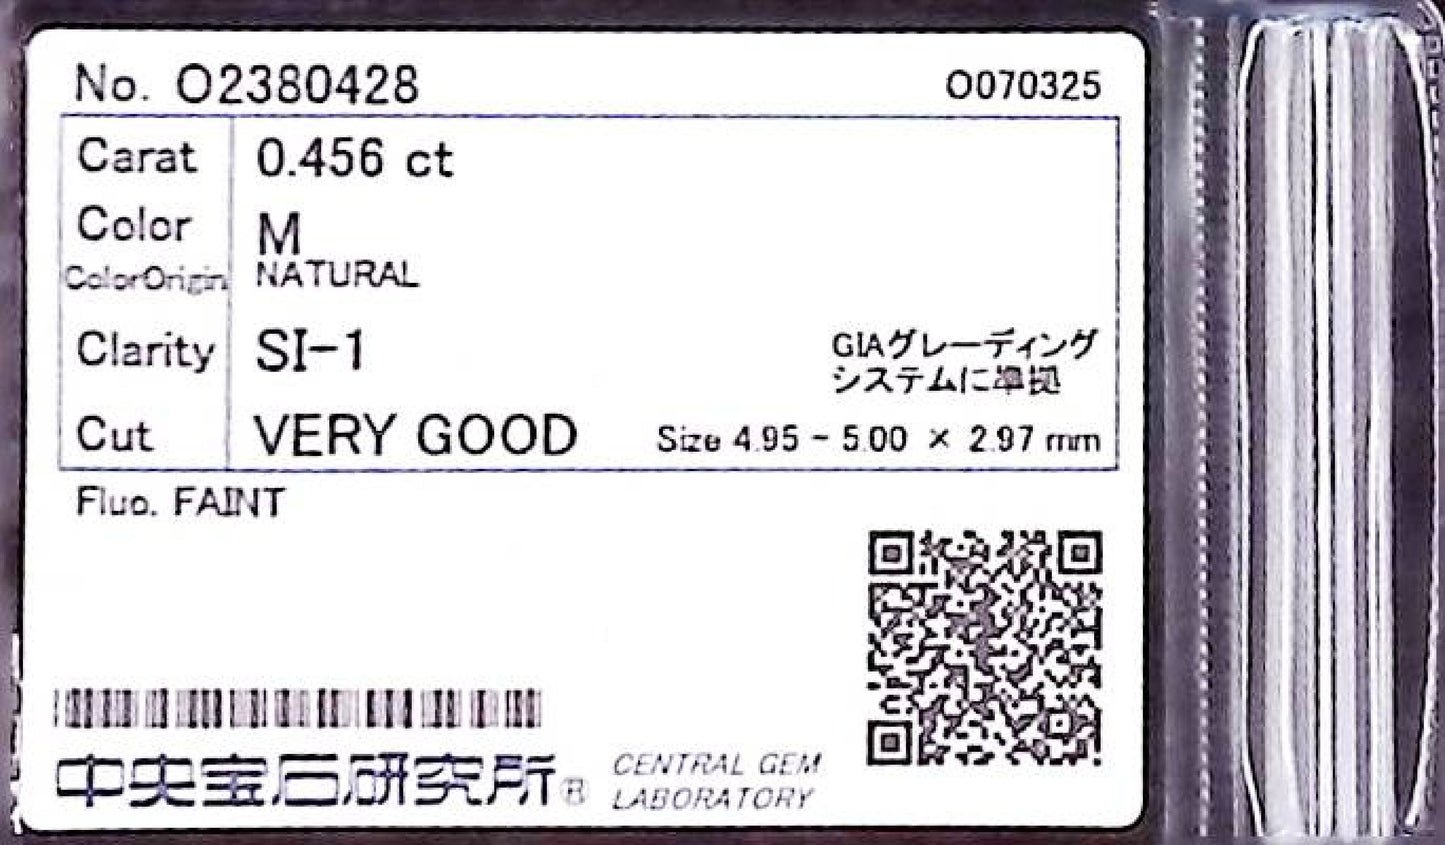 No. O2380428
O070325
Carat 0.456 ct
Color M
ColorOrigin NATURAL
Clarity SI-1
GIAグレーディング
システムに準拠
Cut VERY GOOD Size 4.95 - 5.00 × 2.97 mm
Fluo. FAINT
中央宝石研究所®
CENTRAL GEM
LABORATORY